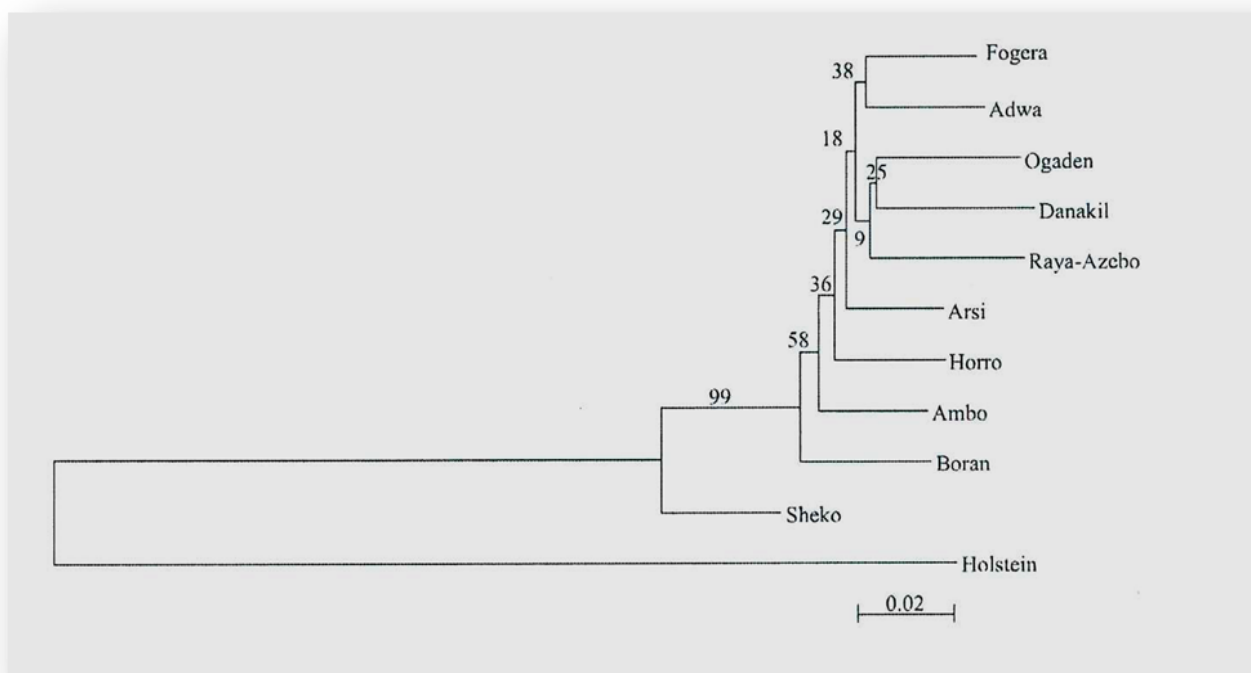 Fogera
38
Adwa
18
Ogaden
25
Danakil
29
9
Raya-Azebo
36
Arsi
58
Horro
99
Ambo
Boran
Sheko
Holstein
0.02